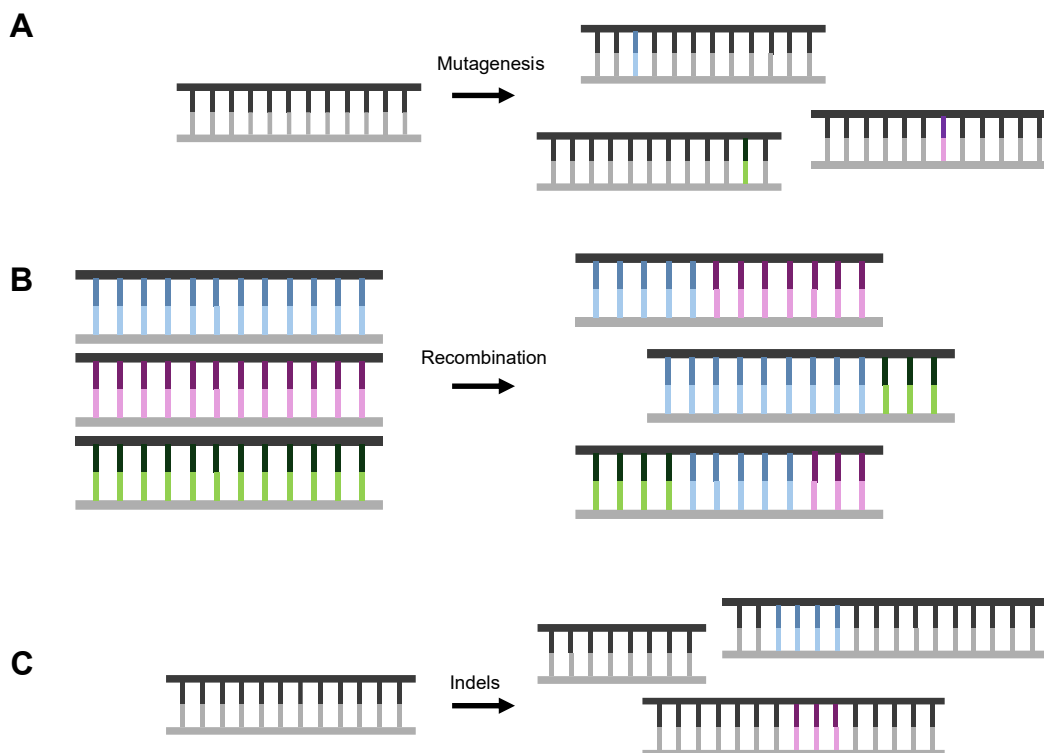 A
Mutagenesis
B
Recombination
C
Indels